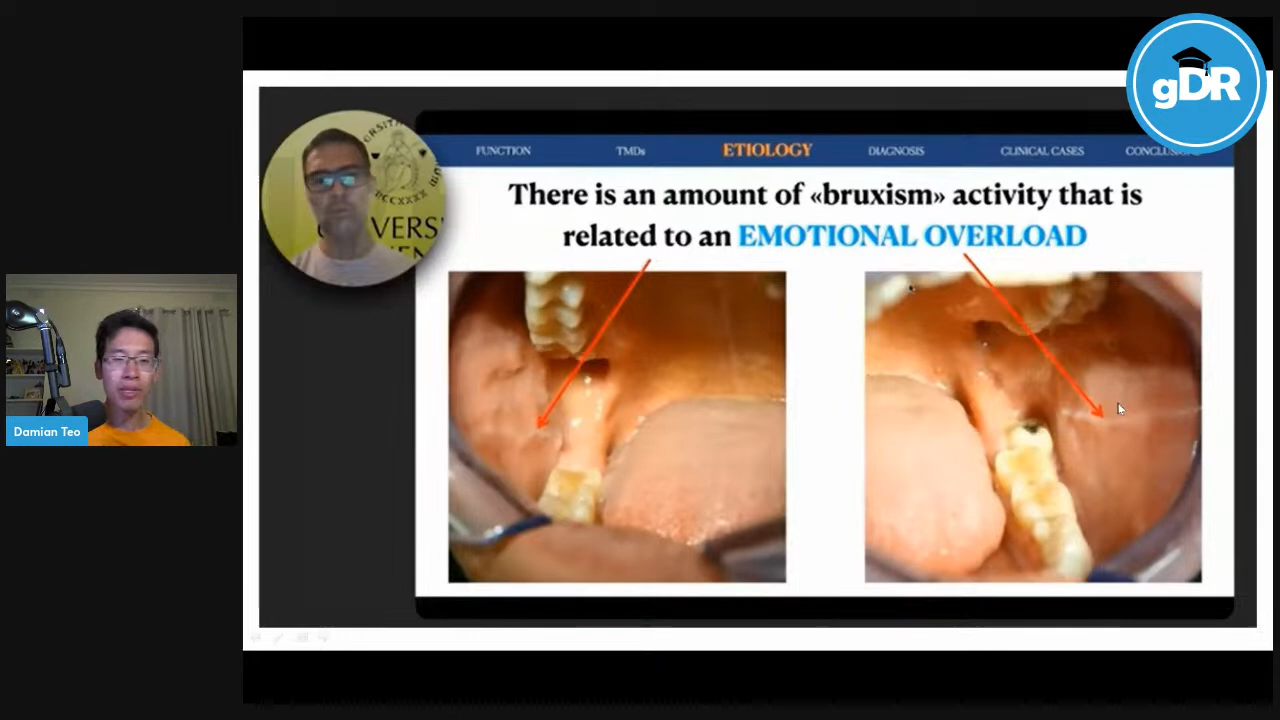 gDR
FUNCTION TMDs ETIOLOGY DIAGNOSIS CLINICAL CASES
There is an amount of «bruxism» activity that is
related to an EMOTIONAL OVERLOAD
VERS
Damian Teo